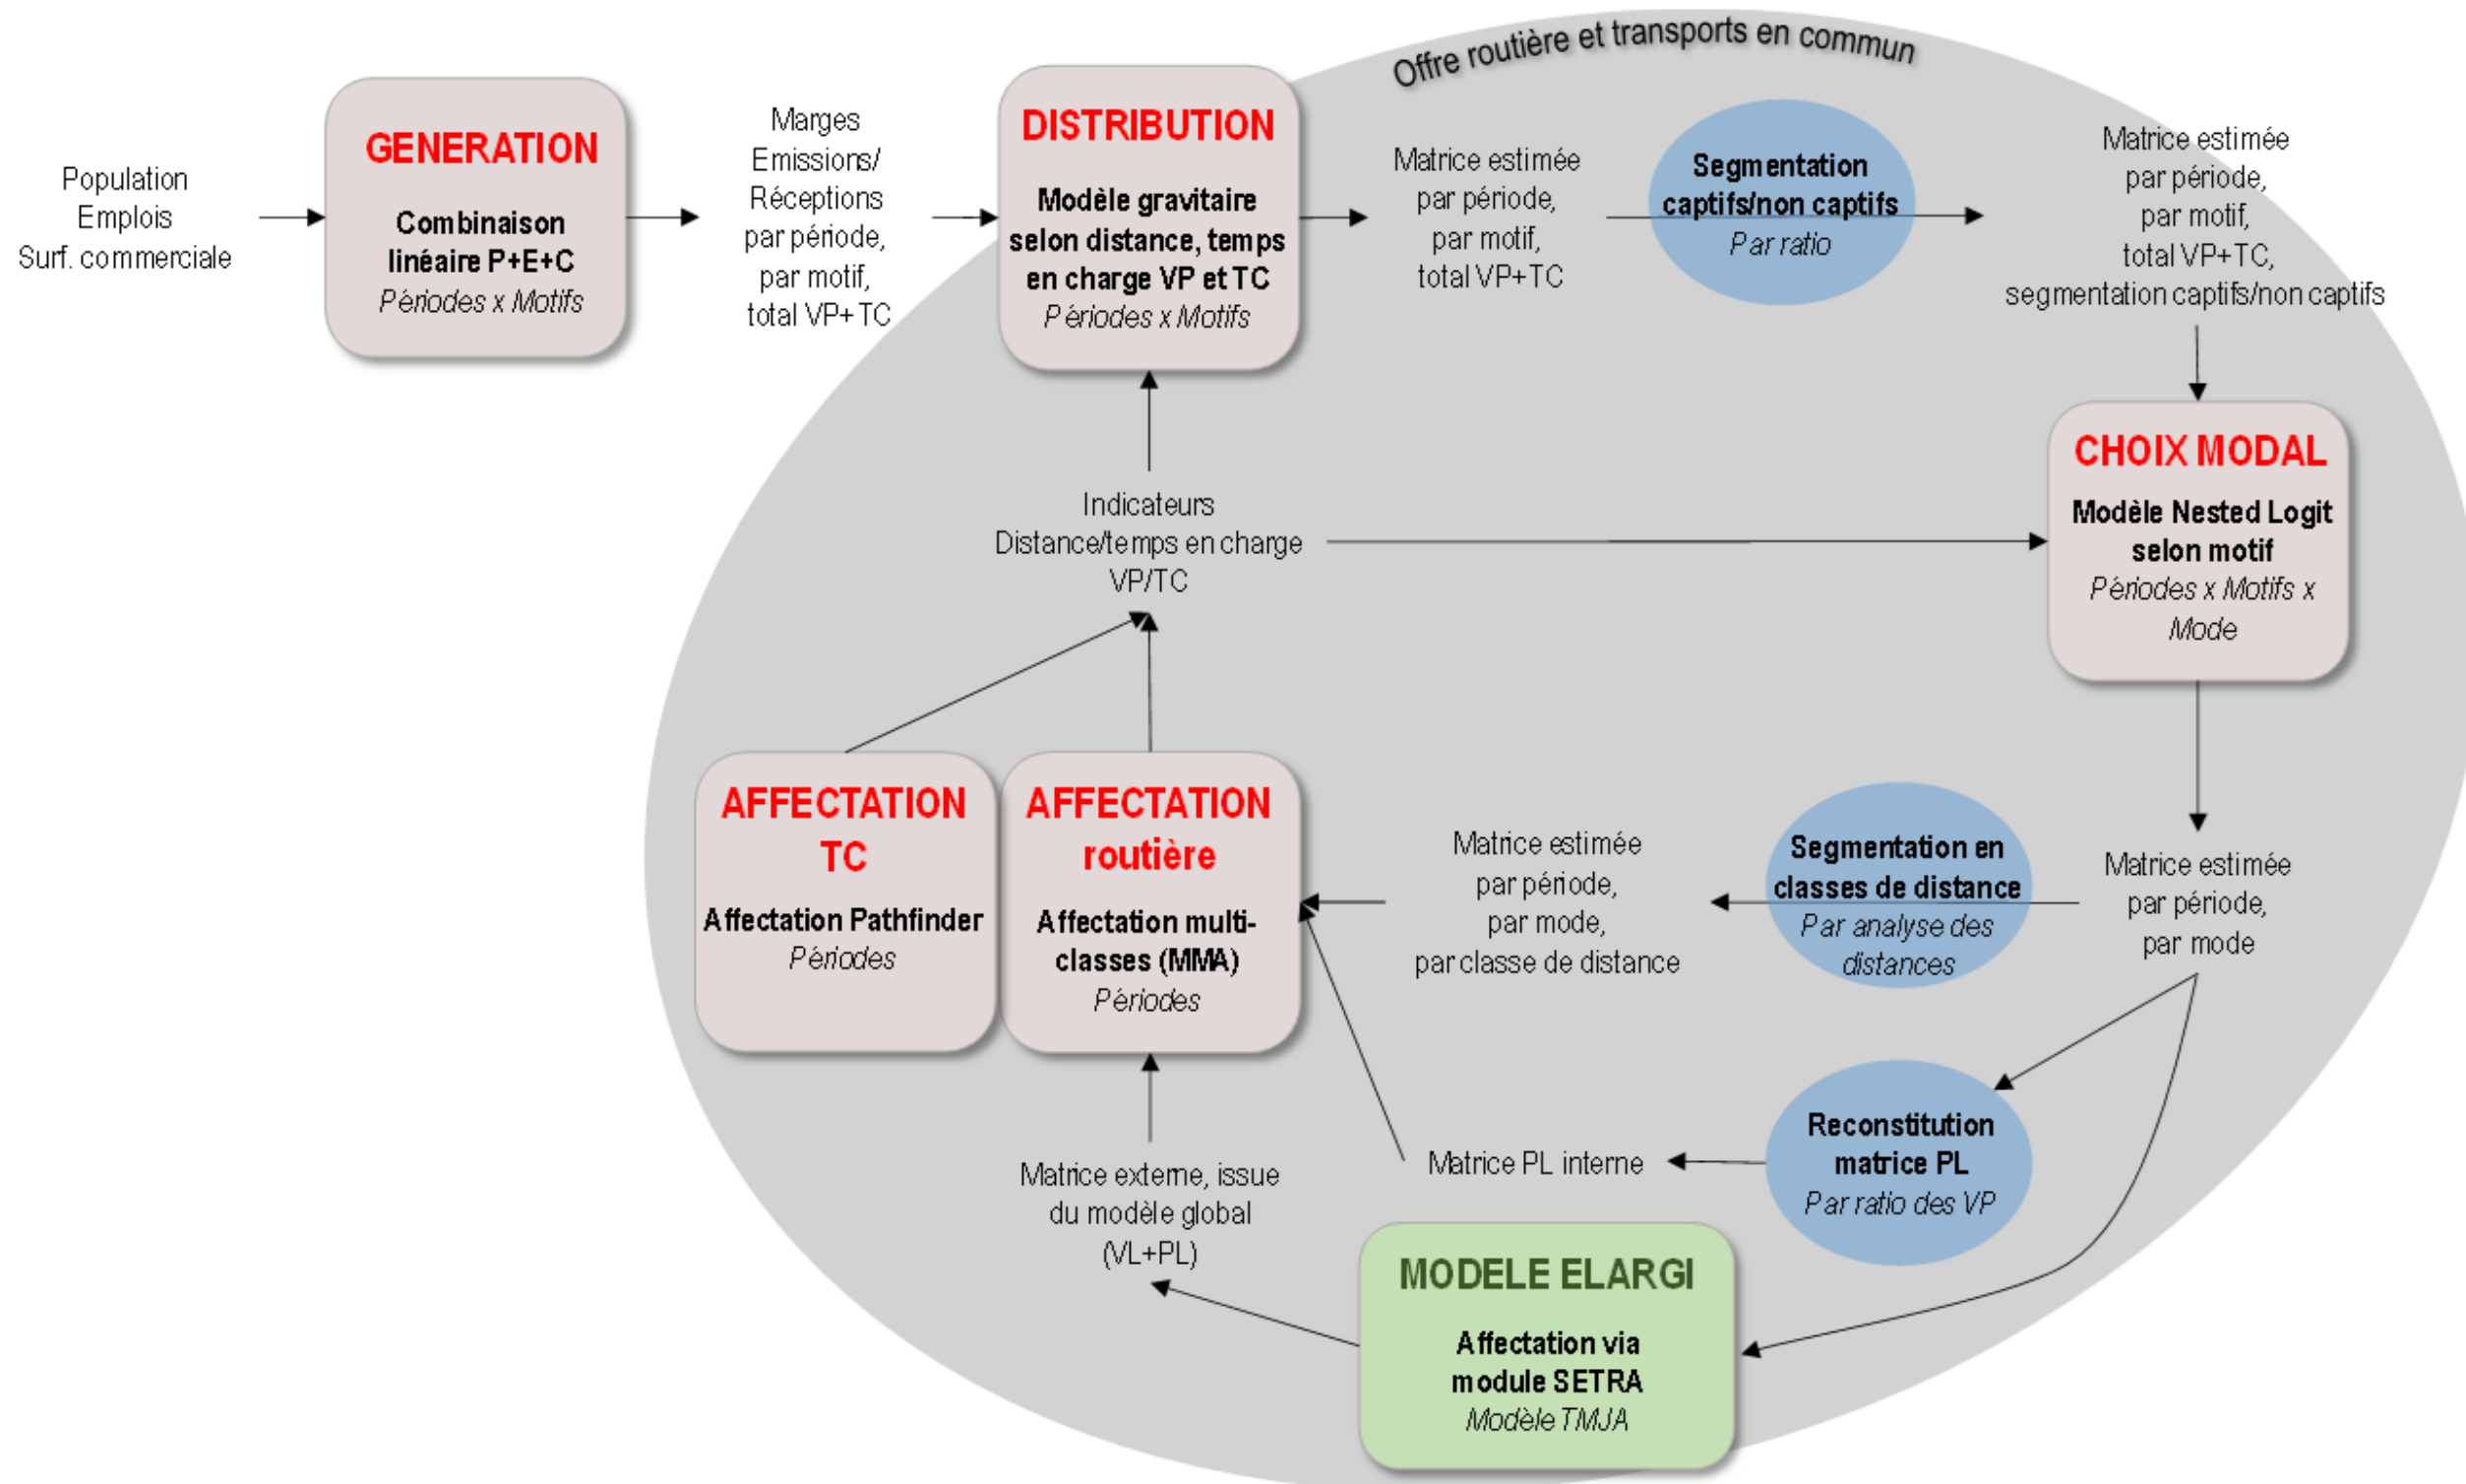 Offre routière et transports en commun
Population
Emplois
Surf. commerciale
GENERATION
Combinaison
linéaire P+E+C
Périodes x Motifs
Marges
Emissions/
Réceptions
par période,
par motif,
total VP+TC
DISTRIBUTION
Modèle gravitaire
selon distance, temps
en charge VP et TC
Périodes x Motifs
Matrice estimée
par période,
par motif,
total VP+TC
Segmentation
captifs/non captifs
Par ratio
Matrice estimée
par période,
par motif,
total VP+TC,
segmentation captifs/non captifs
CHOIX MODAL
Modèle Nested Logit
selon motif
Périodes x Motifs x
Mode
Indicateurs
Distance/temps en charge
VP/TC
AFFECTATION
TC
Affectation Pathfinder
Périodes
AFFECTATION
routière
Affectation multi-
classes (MMA)
Périodes
Matrice estimée
par période,
par mode,
par classe de distance
Segmentation en
classes de distance
Par analyse des
distances
Matrice estimée
par période,
par mode
Reconstitution
matrice PL
Par ratio des VP
Matrice PL interne
Matrice externe, issue
du modèle global
(VL+PL)
MODELE ELARGI
Affectation via
module SETRA
Modèle TMJA